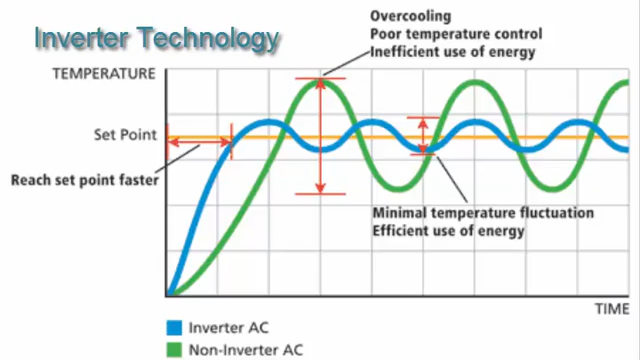 Inverter Technology
Overcooling
Poor temperature control
Inefficient use of energy
TEMPERATURE
Set Point
Reach set point faster
Minimal temperature fluctuation
Efficient use of energy
TIME
Inverter AC
Non-Inverter AC